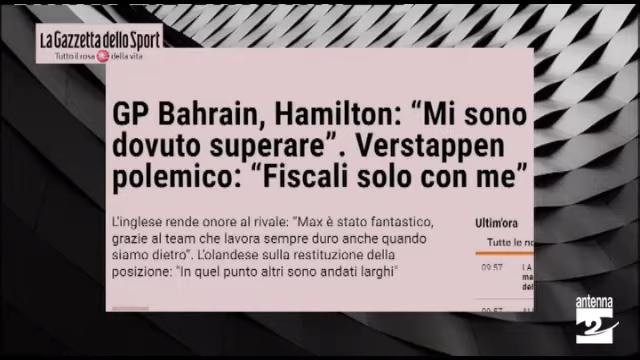 La Gazzetta dello Sport
Tutto il rosa della vita
GP Bahrain, Hamilton: “Mi sono
dovuto superare”. Verstappen
polemico: “Fiscali solo con me”
L'inglese rende onore al rivale: "Max è stato fantastico,
grazie al team che lavora sempre duro anche quando
siamo dietro". L'olandese sulla restituzione della
posizione: "In quel punto altri sono andati larghi"
Ultim'ora
Tutte le no
09:57
antenna
2